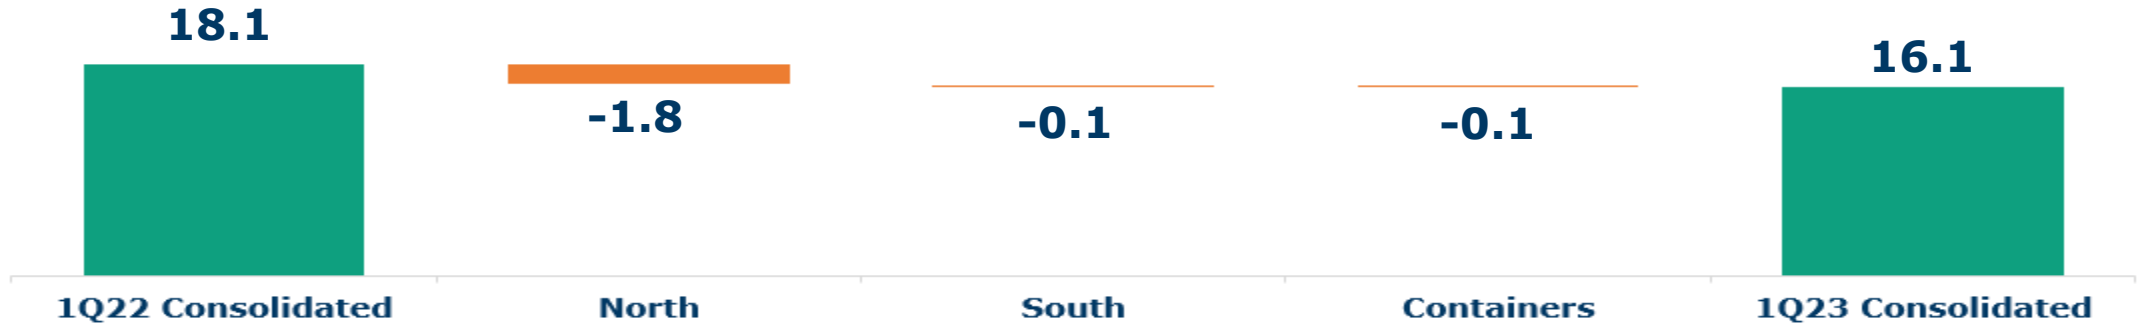 18.1
16.1
-1.8
-0.1
-0.1
1Q22 Consolidated
North
South
Containers
1Q23 Consolidated